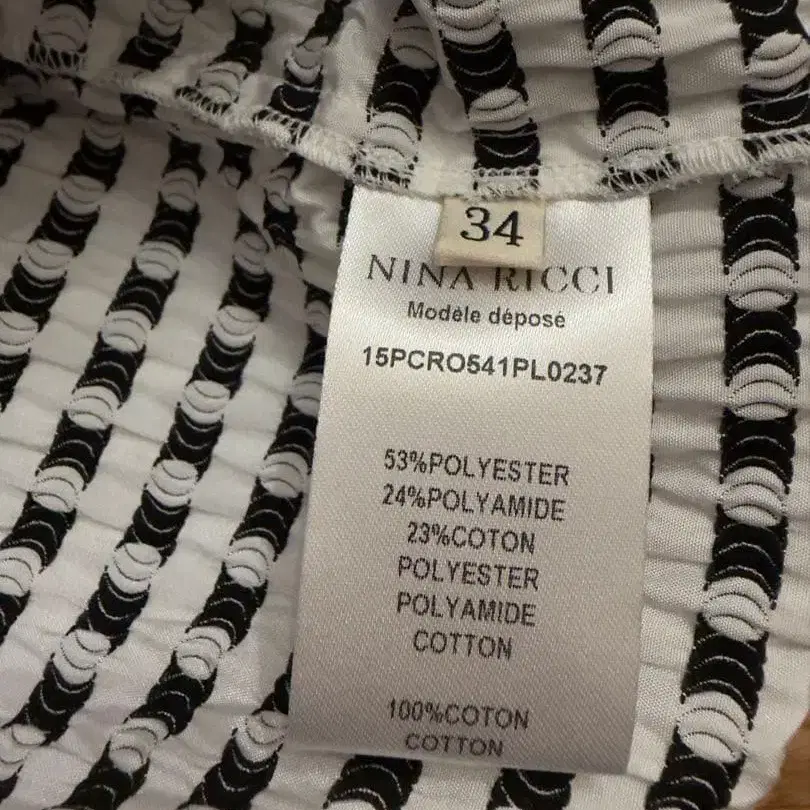 34
NINA RICCI
Modèle déposé
15PCRO541PL0237
53%POLYESTER
24%POLYAMIDE
23%COTON
POLYESTER
POLYAMIDE
COTTON
100%COTON
COTTON